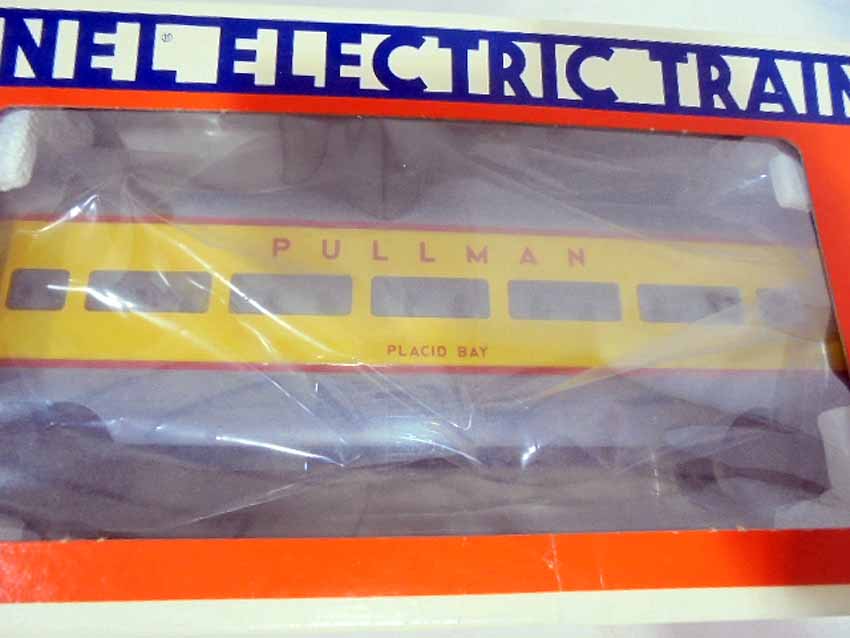 NEL ELECTRIC TRAIN
PULLMAN
PLACID BAY